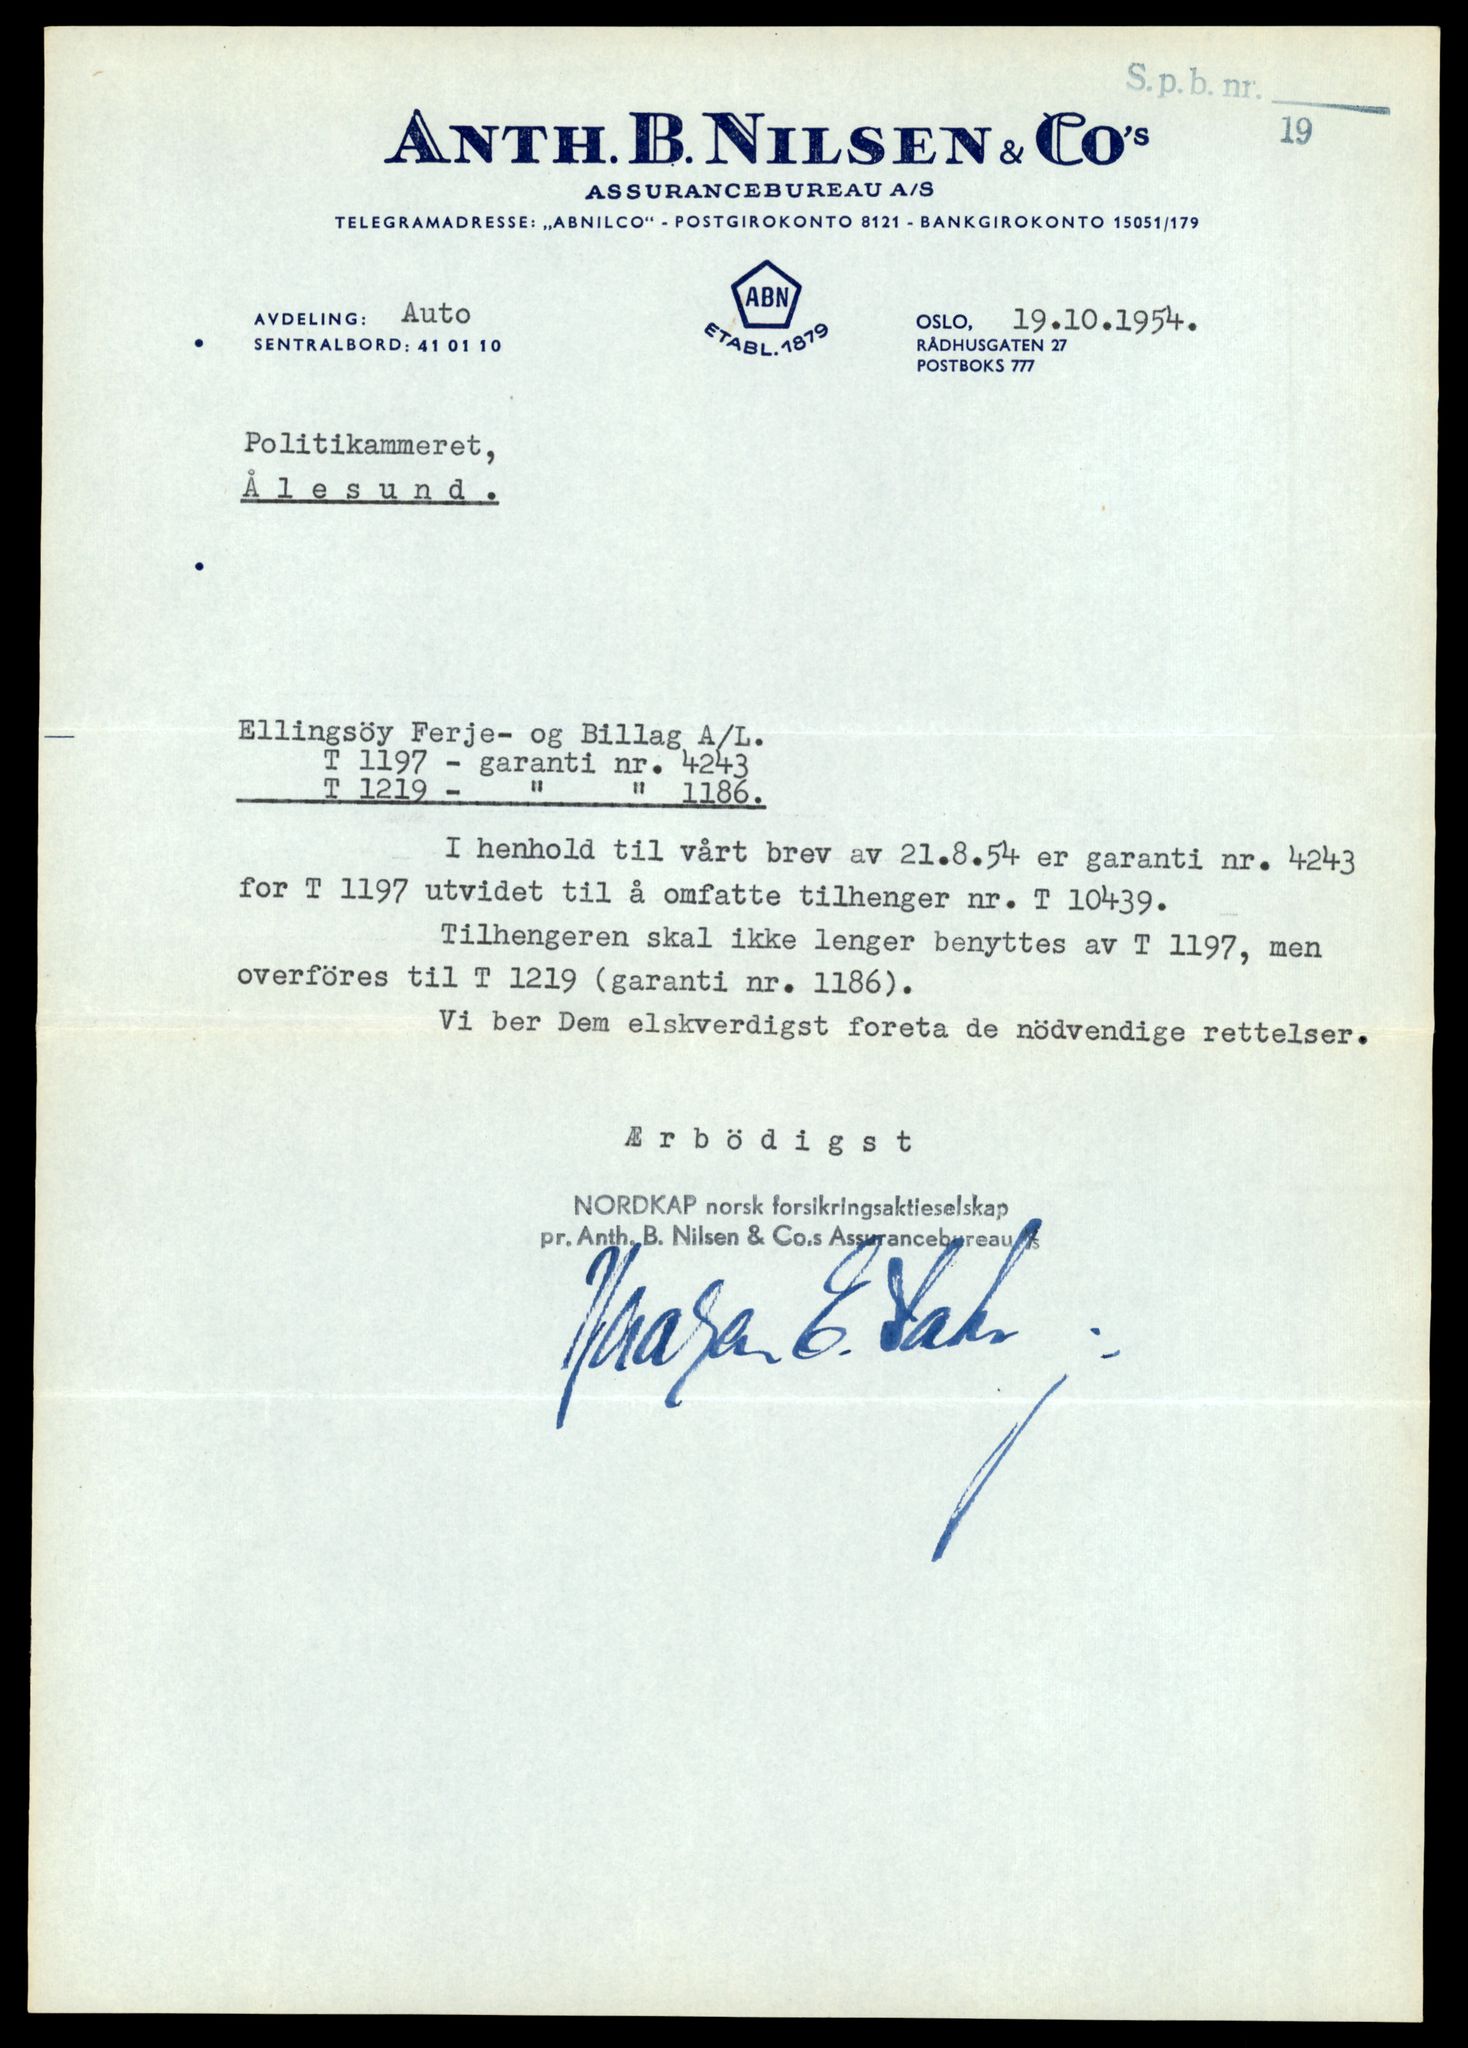 S.p.b. nr.
19
ANTH. B. NILSEN & CO'S
ASSURANCEBUREAU A/S
TELEGRAMADRESSE: „ABNILCO" - POSTGIROKONTO 8121 - BANKGIROKONTO 15051/179
AVDELING: Auto
SENTRALBORD: 41 01 10
ABN
ETABL. 1879
OSLO, 19.10.1954.
RÅDHUSGATEN 27
POSTBOKS 777
Politikammeret,
Ålesund.
Ellingsöy Ferje- og Billag A/L.
T 1197 - garanti nr. 4243
T 1219 - " " 1186.
I henhold til vårt brev av 21.8.54 er garanti nr. 4243
for T 1197 utvidet til å omfatte tilhenger nr. T 10439.
Tilhengeren skal ikke lenger benyttes av T 1197, men
overföres til T 1219 (garanti nr. 1186).
Vi ber Dem elskverdigst foreta de nödvendige rettelser.
Ærbödigst
NORDKAP norsk forsikringsaktieselskap
pr. Anth. B. Nilsen & Co.s Assurancebureau A/s
E.